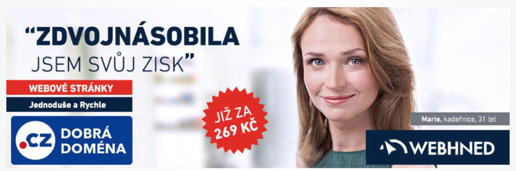 “ZDVOJNÁSOBILA
JSEM SVŮJ ZISK”
WEBOVÉ STRÁNKY
Jednoduše a Rychle
.CZ DOBRÁ
DOMÉNA
JIŽ ZA
269 KČ
Marie, kadeřnice, 31 let
WEBHNED